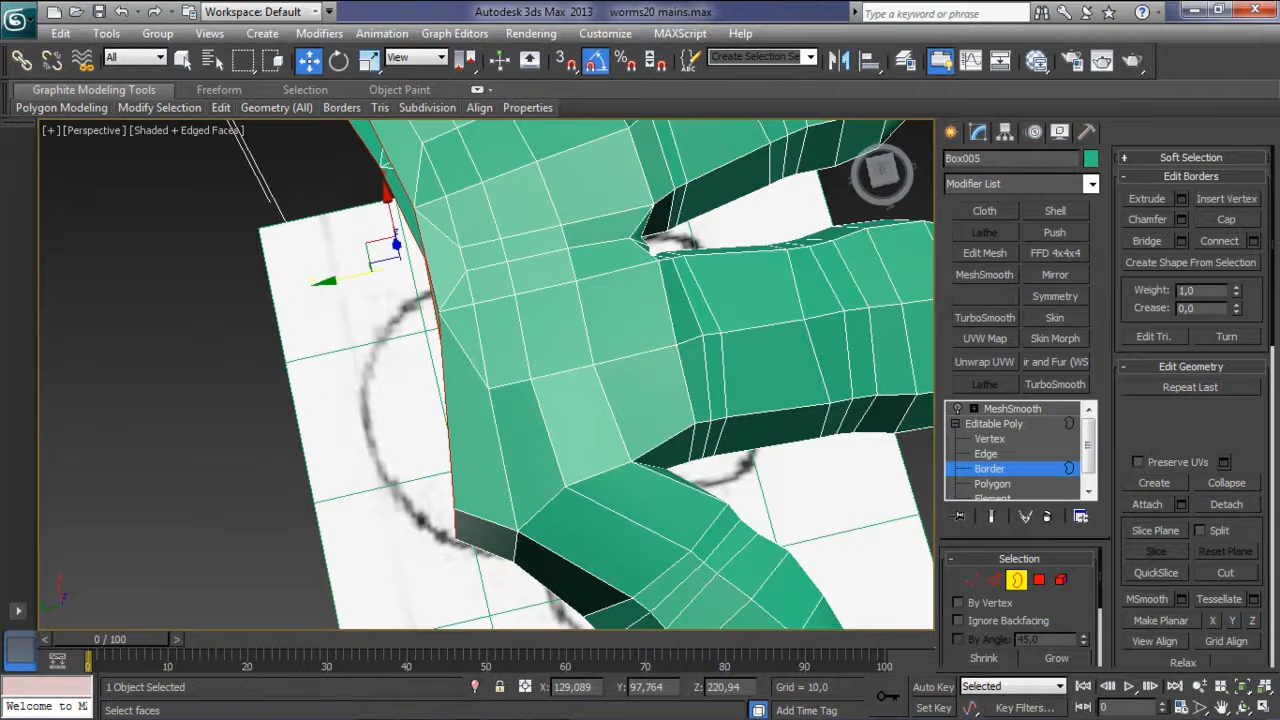 Workspace: Default
Autodesk 3ds Max 2013 worms20 mains.max
Type a keyword or phrase
Edit Tools Group Views Create Modifiers Animation Graph Editors Rendering Customize MAXScript Help
All View Create Selection Se
Graphite Modeling Tools Freeform Selection Object Paint
Polygon Modeling Modify Selection Edit Geometry (All) Borders Tris Subdivision Align Properties
[+] [Perspective] [Shaded + Edged Faces]
Box005
Modifier List
Cloth Shell
Lathe Push
Edit Mesh FFD 4x4x4
MeshSmooth Mirror
Symmetry
TurboSmooth Skin
UVW Map Skin Morph
Unwrap UVW ir and Fur (WS
Lathe TurboSmooth
MeshSmooth
Editable Poly
Vertex
Edge
Border
Polygon
Element
Selection
By Vertex
Ignore Backfacing
By Angle: 45,0
Shrink Grow
Soft Selection
Edit Borders
Extrude Insert Vertex
Chamfer Cap
Bridge Connect
Create Shape From Selection
Weight: 1,0
Crease: 0,0
Edit Tri. Turn
Edit Geometry
Repeat Last
Preserve UVs
Create Collapse
Attach Detach
Slice Plane Split
Slice Reset Plane
QuickSlice Cut
MSmooth Tessellate
Make Planar X Y Z
View Align Grid Align
Relax
0 / 100
0 10 20 30 40 50 60 70 80 90 100
1 Object Selected X: 129,089 Y: 97,764 Z: 220,94 Grid = 10,0 Auto Key Selected
Welcome to M Select faces Add Time Tag Set Key Key Filters... 0